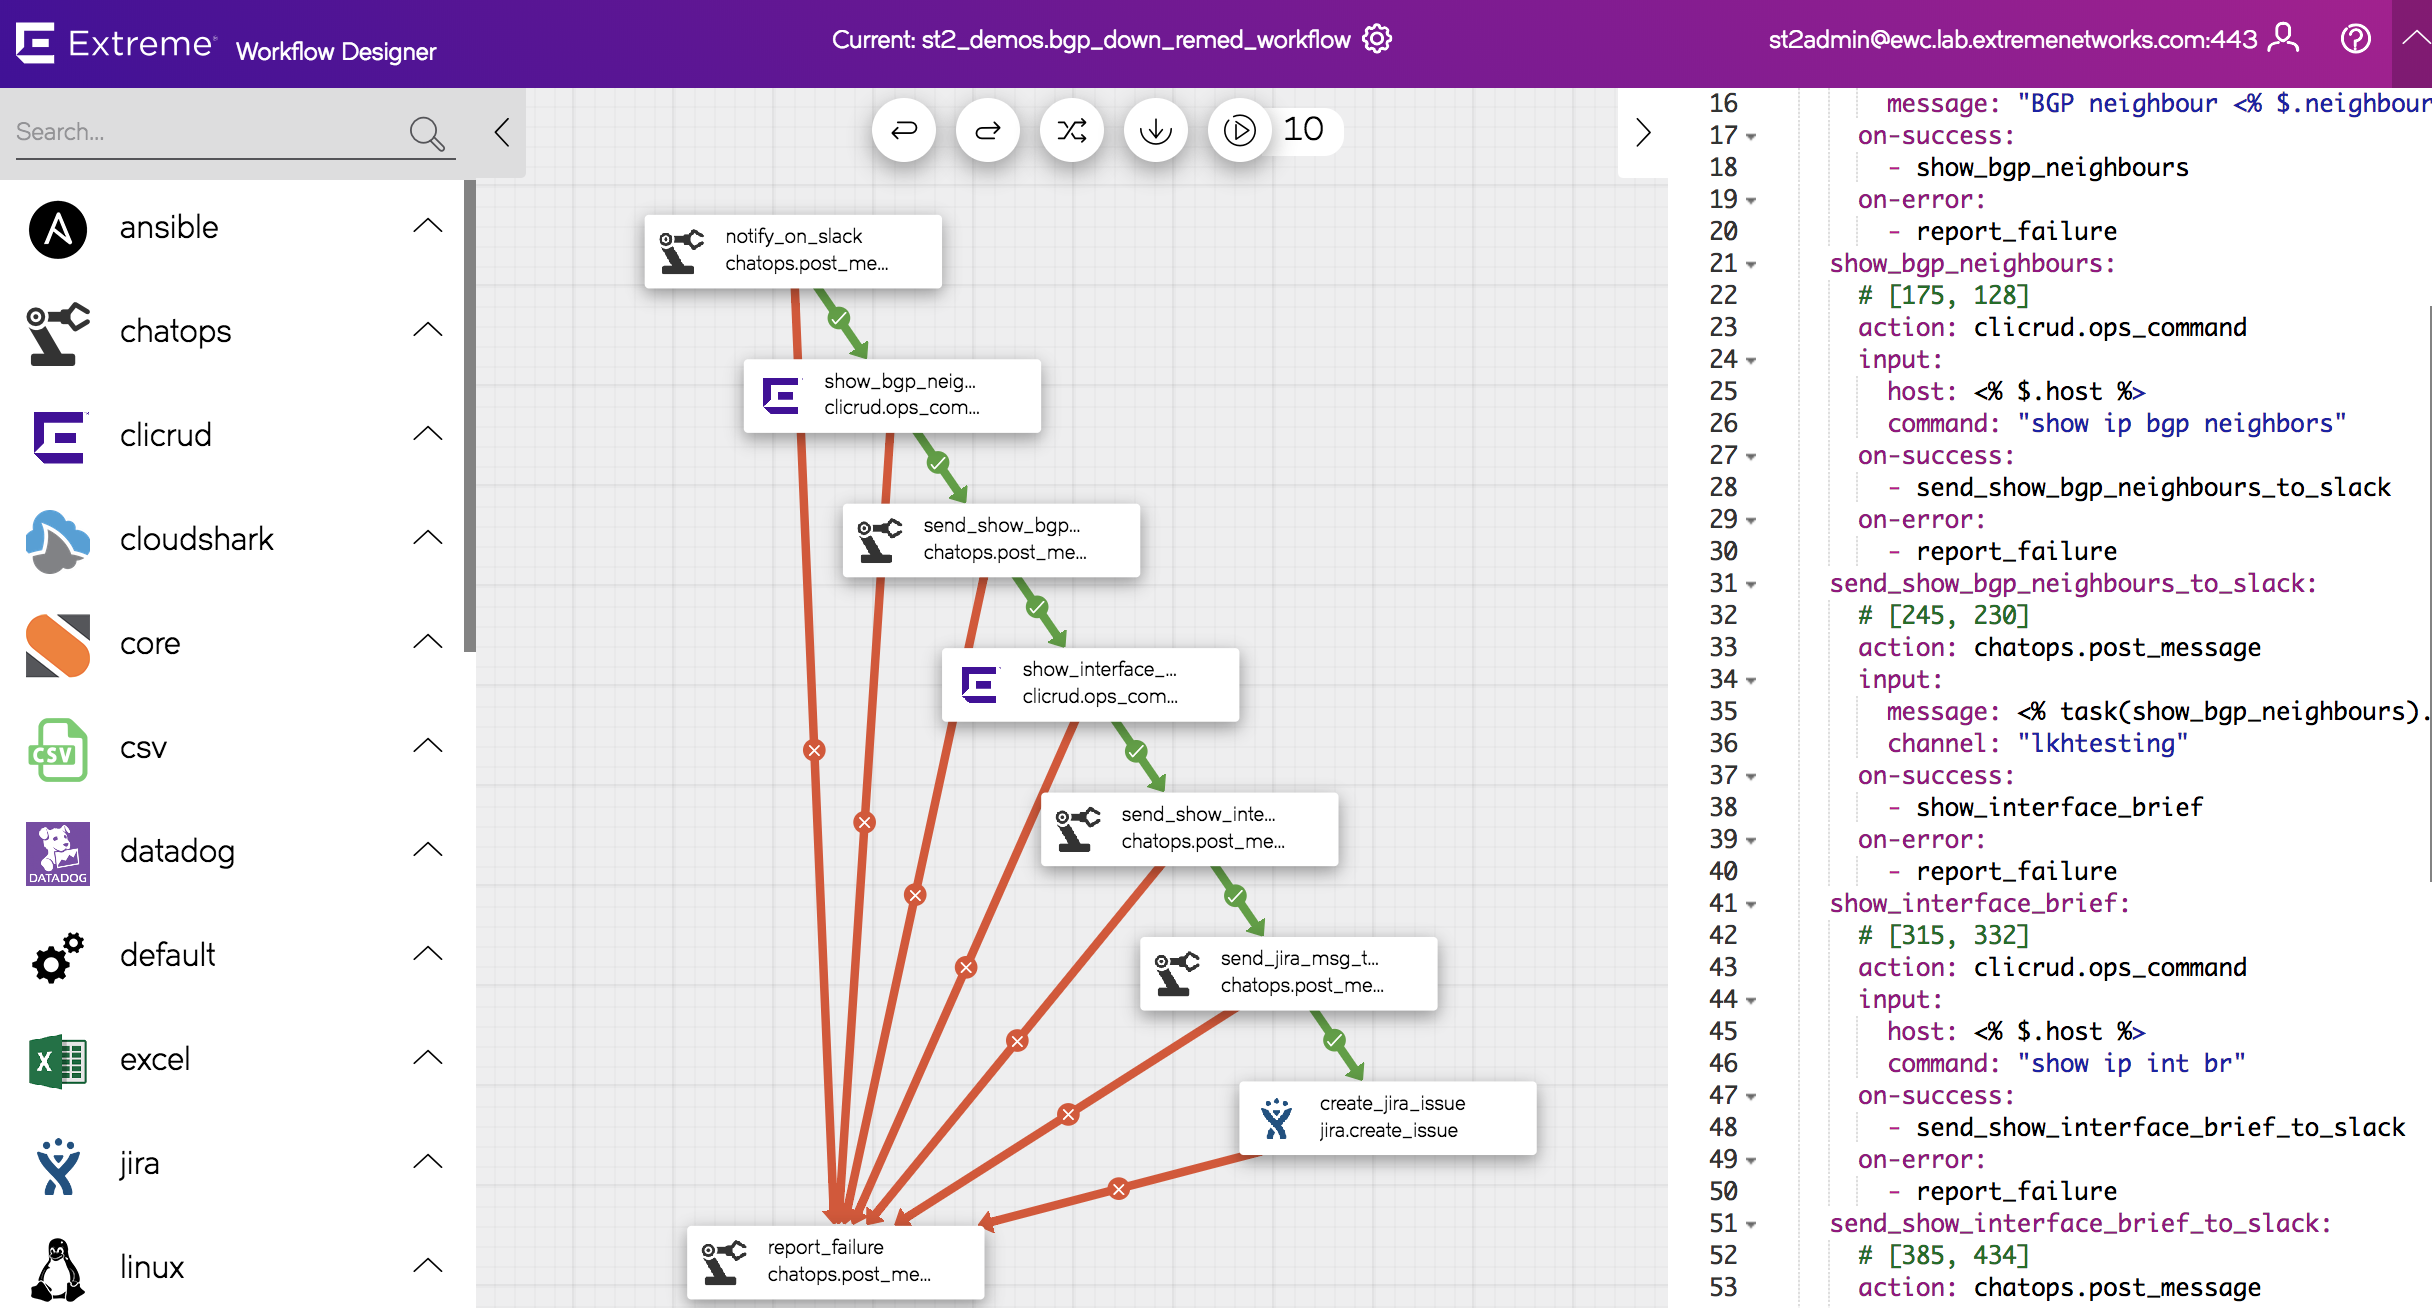 Extreme Workflow Designer
Current: st2_demos.bgp_down_remed_workflow
st2admin@ewc.lab.extremenetworks.com:443
Search...
ansible
chatops
clicrud
cloudshark
core
CSV
csv
DATADOG
datadog
default
X
excel
jira
linux
10
notify_on_slack
chatops.post_me...
show_bgp_neig...
clicrud.ops_com...
send_show_bgp...
chatops.post_me...
show_interface_...
clicrud.ops_com...
send_show_inte...
chatops.post_me...
send_jira_msg_t...
chatops.post_me...
create_jira_issue
jira.create_issue
report_failure
chatops.post_me...
16 message: "BGP neighbour <% $.neighbour
17 on-success:
18 - show_bgp_neighbours
19 on-error:
20 - report_failure
21 show_bgp_neighbours:
22 # [175, 128]
23 action: clicrud.ops_command
24 input:
25 host: <% $.host %>
26 command: "show ip bgp neighbors"
27 on-success:
28 - send_show_bgp_neighbours_to_slack
29 on-error:
30 - report_failure
31 send_show_bgp_neighbours_to_slack:
32 # [245, 230]
33 action: chatops.post_message
34 input:
35 message: <% task(show_bgp_neighbours).
36 channel: "lkhtesting"
37 on-success:
38 - show_interface_brief
39 on-error:
40 - report_failure
41 show_interface_brief:
42 # [315, 332]
43 action: clicrud.ops_command
44 input:
45 host: <% $.host %>
46 command: "show ip int br"
47 on-success:
48 - send_show_interface_brief_to_slack
49 on-error:
50 - report_failure
51 send_show_interface_brief_to_slack:
52 # [385, 434]
53 action: chatops.post_message